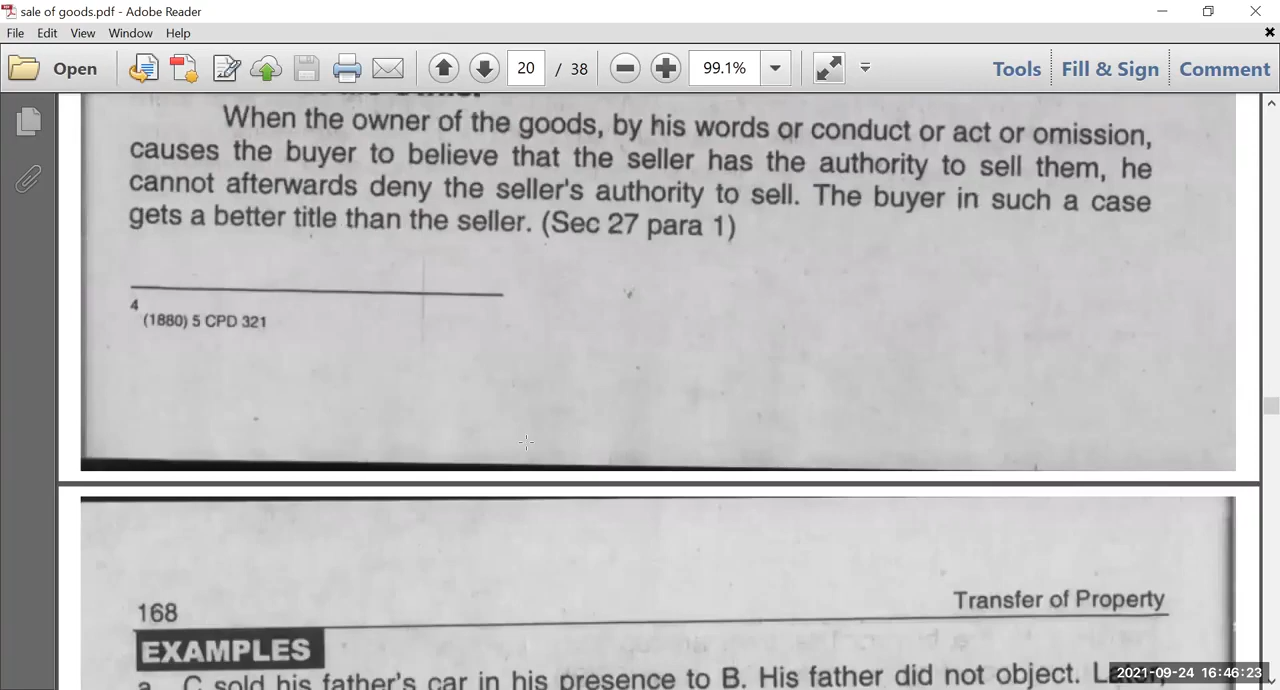 sale of goods.pdf - Adobe Reader
File Edit View Window Help
Open 20 / 38 99.1% Tools Fill & Sign Comment
When the owner of the goods, by his words or conduct or act or omission,
causes the buyer to believe that the seller has the authority to sell them, he
cannot afterwards deny the seller's authority to sell. The buyer in such a case
gets a better title than the seller. (Sec 27 para 1)
4
(1880) 5 CPD 321
168 Transfer of Property
EXAMPLES
a. C sold his father's car in his presence to B. His father did not object.
2021-09-24 16:46:23